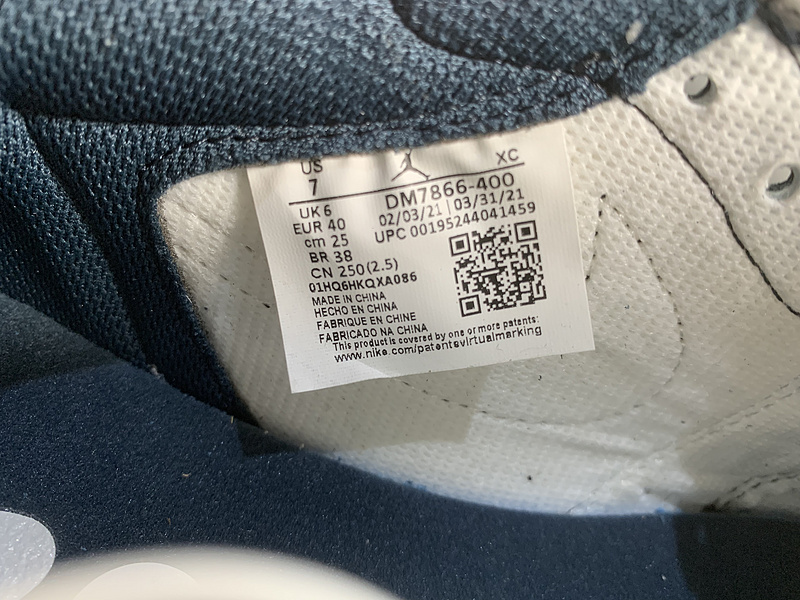 US XC
7 DM7866-400
UK 6 02/03/21 03/31/21
EUR 40 UPC 00195244041459
cm 25
BR 38
CN 250(2.5)
01HQ6HKQXA086
MADE IN CHINA
HECHO EN CHINA
FABRIQUE EN CHINE
FABRICADO NA CHINA
This product is covered by one or more patents:
www.nike.com/patentsvirtualmarking